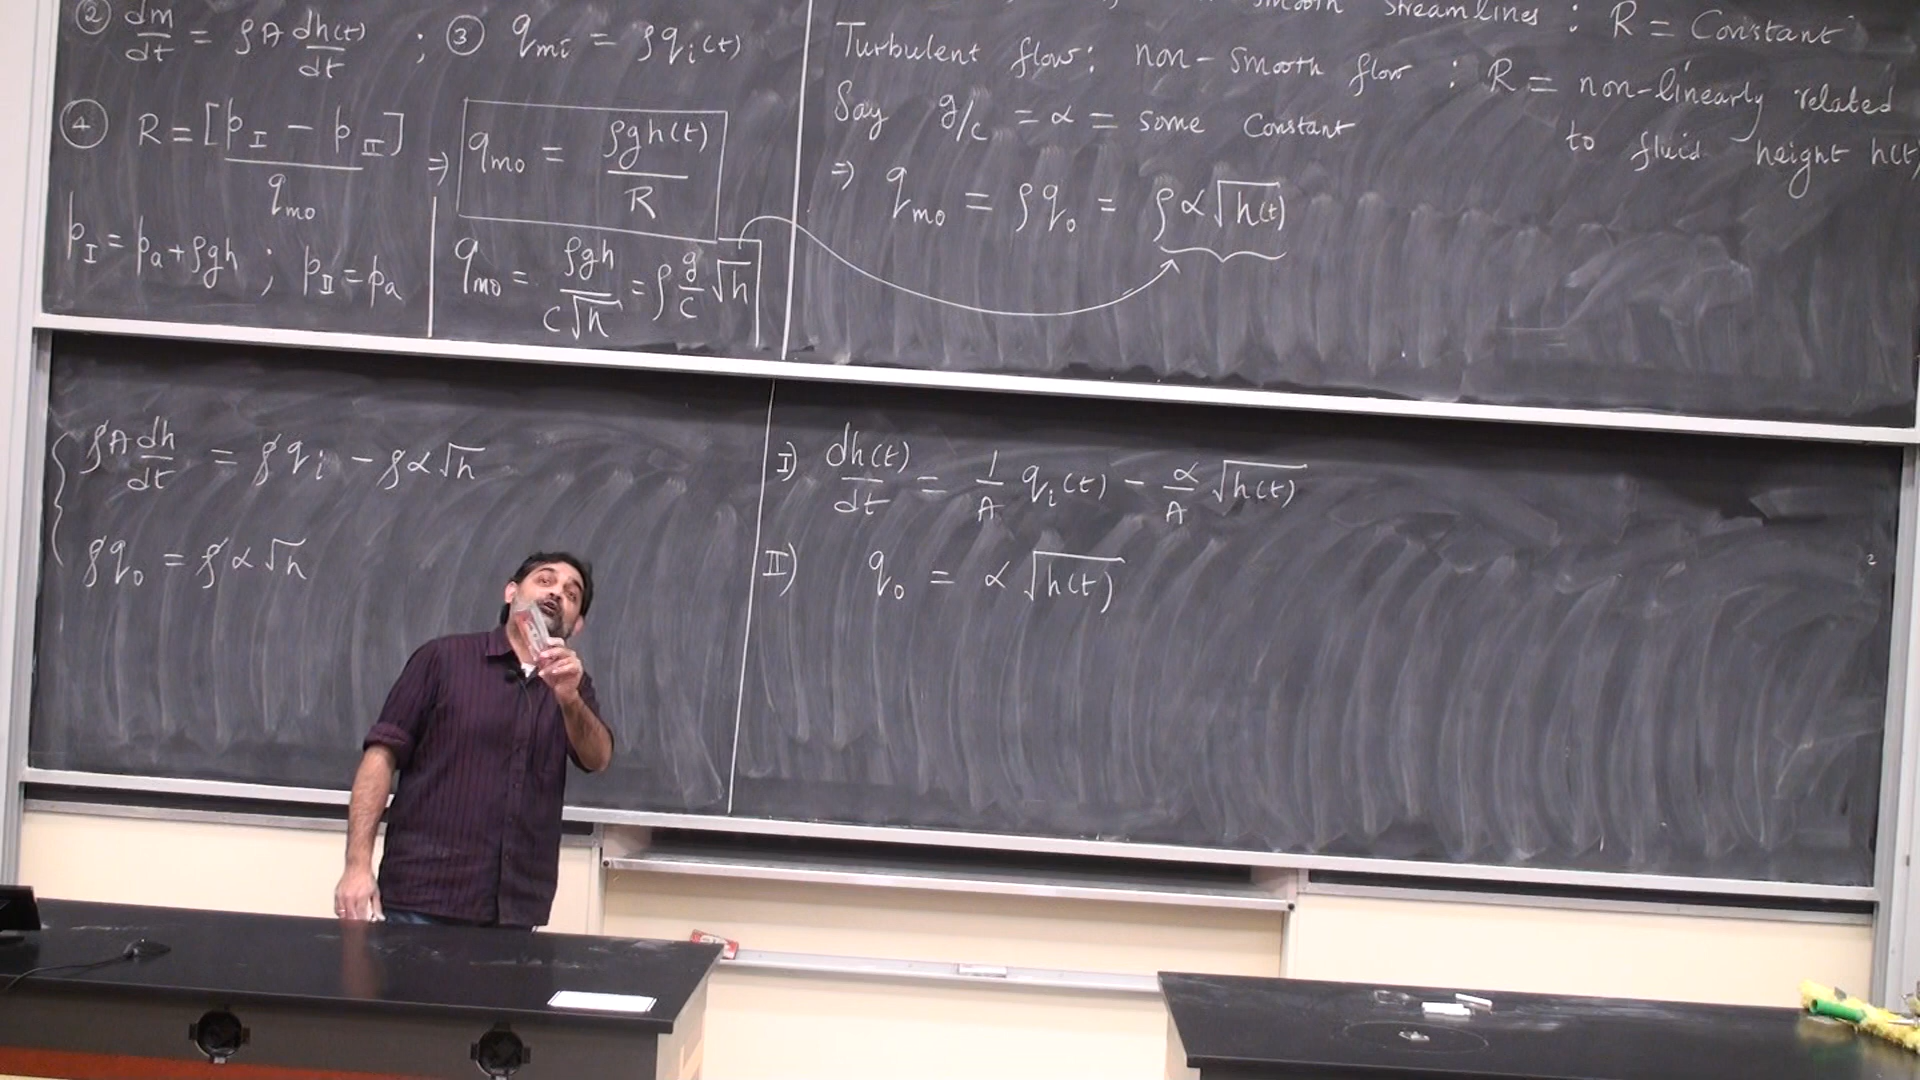 ② dm/dt = ρA dh(t)/dt ; ③ q_mi = ρq_i(t)
④ R = [p_I − p_II]/q_mo ⇒ q_mo = ρgh(t)/R
p_I = p_a + ρgh ; p_II = p_a
q_mo = ρgh/(c√h) = ρ g/c √h
smooth streamlines : R = Constant
Turbulent flow: non-smooth flow : R = non-linearly related
to fluid height h(t)
Say g/c = α = some Constant
⇒ q_mo = ρq_o = ρα√h(t)
ρA dh/dt = ρq_i − ρα√h
ρq_o = ρα√h
I) dh(t)/dt = 1/A q_i(t) − α/A √h(t)
II) q_o = α√h(t)